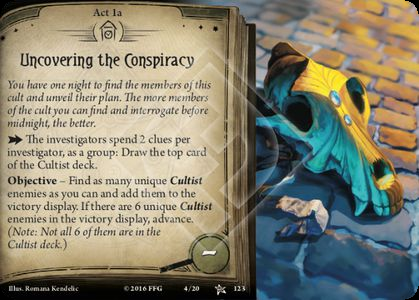 Act 1a
Uncovering the Conspiracy
You have one night to find the members of this
cult and unveil their plan. The more members
of the cult you can find and interrogate before
midnight, the better.
The investigators spend 2 clues per
investigator, as a group: Draw the top card
of the Cultist deck.
Objective – Find as many unique Cultist
enemies as you can and add them to the
victory display. If there are 6 unique Cultist
enemies in the victory display, advance.
(Note: Not all 6 of them are in the
Cultist deck.)
–
Illus. Romana Kendelic © 2016 FFG 4/20 123